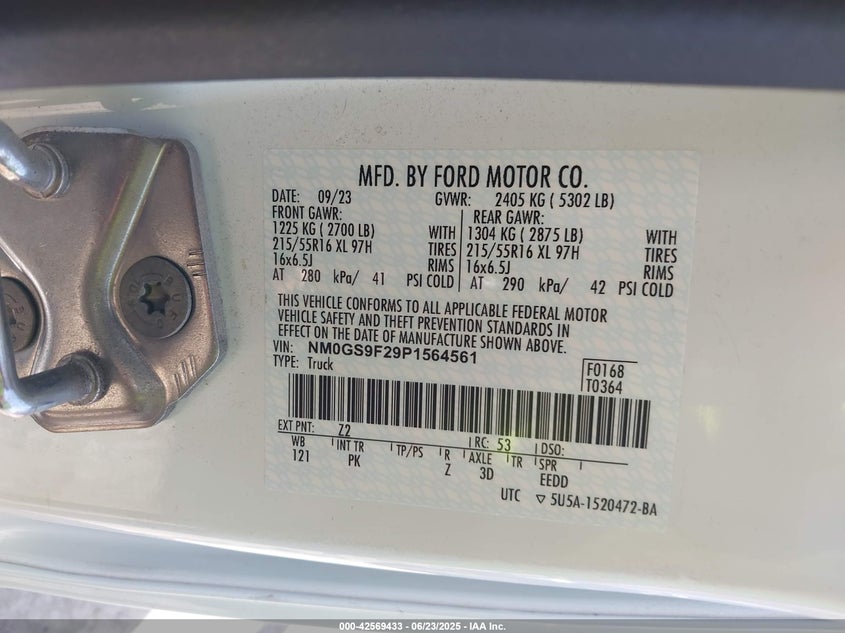 MFD. BY FORD MOTOR CO.
DATE: 09/23 GVWR: 2405 KG ( 5302 LB)
FRONT GAWR: REAR GAWR:
1225 KG ( 2700 LB) WITH 1304 KG ( 2875 LB) WITH
215/55R16 XL 97H TIRES 215/55R16 XL 97H TIRES
16x6.5J RIMS 16x6.5J RIMS
AT 280 kPa/ 41 PSI COLD AT 290 kPa/ 42 PSI COLD
THIS VEHICLE CONFORMS TO ALL APPLICABLE FEDERAL MOTOR
VEHICLE SAFETY AND THEFT PREVENTION STANDARDS IN
EFFECT ON THE DATE OF MANUFACTURE SHOWN ABOVE.
VIN: NM0GS9F29P1564561
TYPE: Truck
F0168
T0364
EXT PNT: Z2 RC: 53 DSO:
WB INT TR TP/PS R AXLE TR SPR
121 PK Z 3D EEDD
UTC ▽ 5U5A-1520472-BA
000-42569433 - 06/23/2025 - IAA Inc.